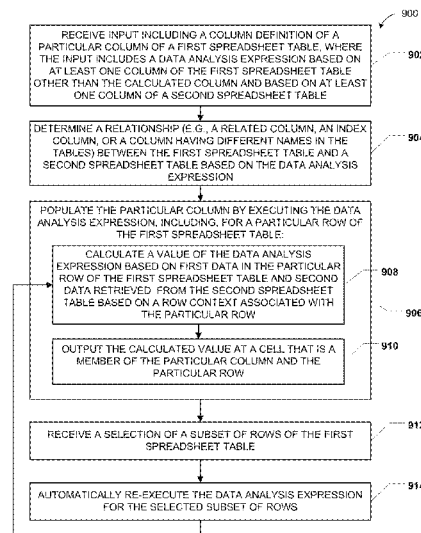 900
RECEIVE INPUT INCLUDING A COLUMN DEFINITION OF A
PARTICULAR COLUMN OF A FIRST SPREADSHEET TABLE, WHERE
THE INPUT INCLUDES A DATA ANALYSIS EXPRESSION BASED ON
AT LEAST ONE COLUMN OF THE FIRST SPREADSHEET TABLE
OTHER THAN THE CALCULATED COLUMN AND BASED ON AT LEAST
ONE COLUMN OF A SECOND SPREADSHEET TABLE
DETERMINE A RELATIONSHIP (E.G., A RELATED COLUMN, AN INDEX
COLUMN, OR A COLUMN HAVING DIFFERENT NAMES IN THE
TABLES) BETWEEN THE FIRST SPREADSHEET TABLE AND A
SECOND SPREADSHEET TABLE BASED ON THE DATA ANALYSIS
EXPRESSION
POPULATE THE PARTICULAR COLUMN BY EXECUTING THE DATA
ANALYSIS EXPRESSION, INCLUDING, FOR A PARTICULAR ROW OF
THE FIRST SPREADSHEET TABLE:
CALCULATE A VALUE OF THE DATA ANALYSIS
EXPRESSION BASED ON FIRST DATA IN THE PARTICULAR
ROW OF THE FIRST SPREADSHEET TABLE AND SECOND
DATA RETRIEVED FROM THE SECOND SPREADSHEET
TABLE BASED ON A ROW CONTEXT ASSOCIATED WITH
THE PARTICULAR ROW
908
906
OUTPUT THE CALCULATED VALUE AT A CELL THAT IS A
MEMBER OF THE PARTICULAR COLUMN AND THE
PARTICULAR ROW
910
RECEIVE A SELECTION OF A SUBSET OF ROWS OF THE FIRST
SPREADSHEET TABLE
AUTOMATICALLY RE-EXECUTE THE DATA ANALYSIS EXPRESSION
FOR THE SELECTED SUBSET OF ROWS